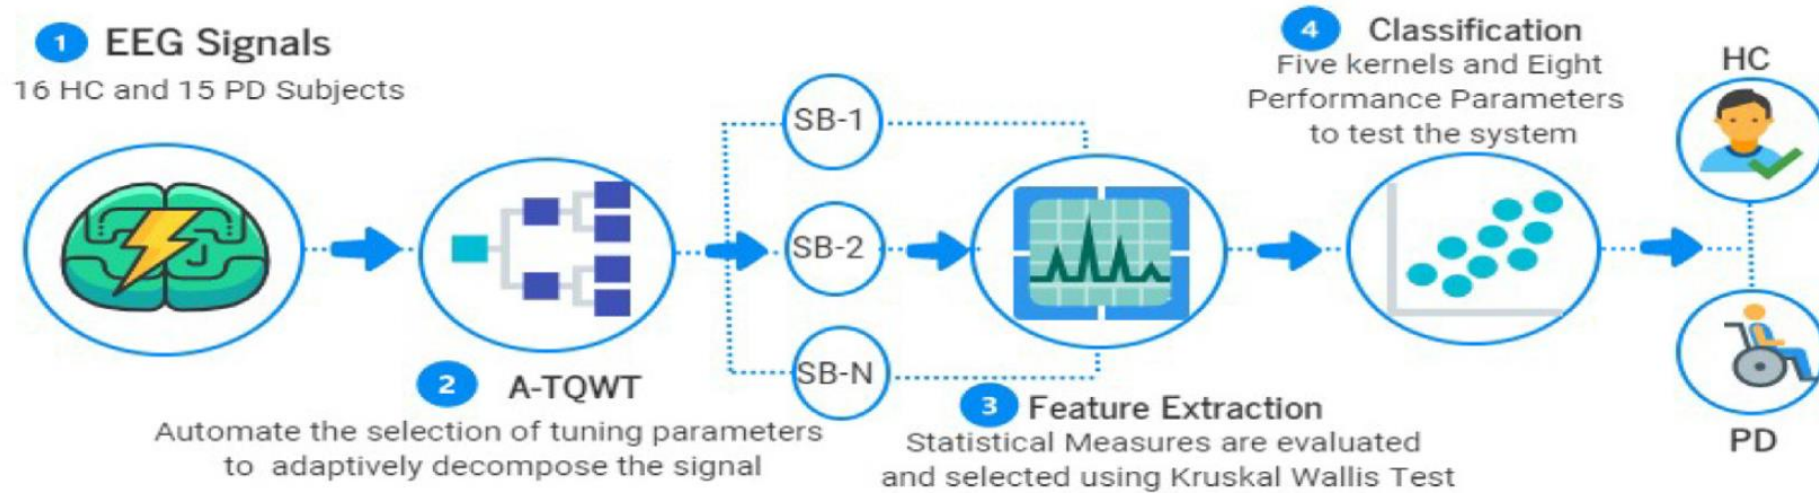 1 EEG Signals
16 HC and 15 PD Subjects
2 A-TQWT
Automate the selection of tuning parameters
to adaptively decompose the signal
SB-1
SB-2
SB-N
3 Feature Extraction
Statistical Measures are evaluated
and selected using Kruskal Wallis Test
4 Classification
Five kernels and Eight
Performance Parameters
to test the system
HC
PD